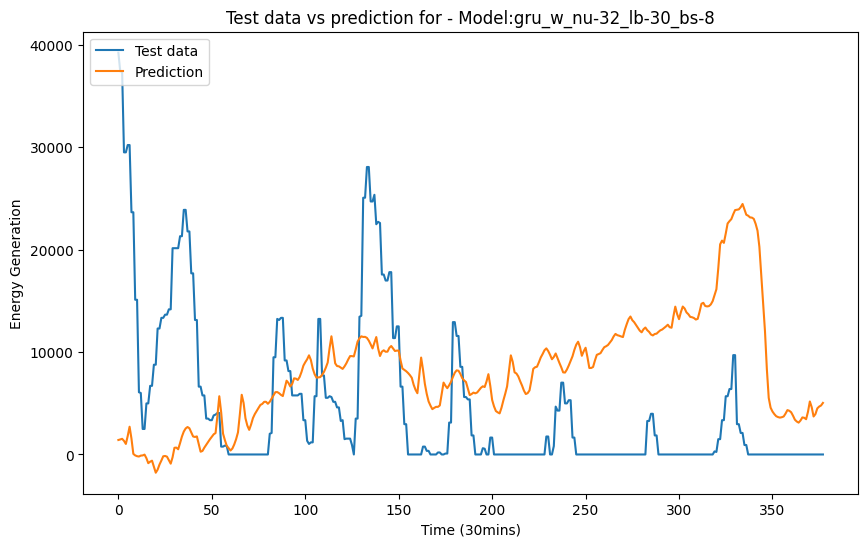 Test data vs prediction for - Model:gru_w_nu-32_lb-30_bs-8
Test data
Prediction
40000
30000
20000
10000
0
Energy Generation
0 50 100 150 200 250 300 350
Time (30mins)